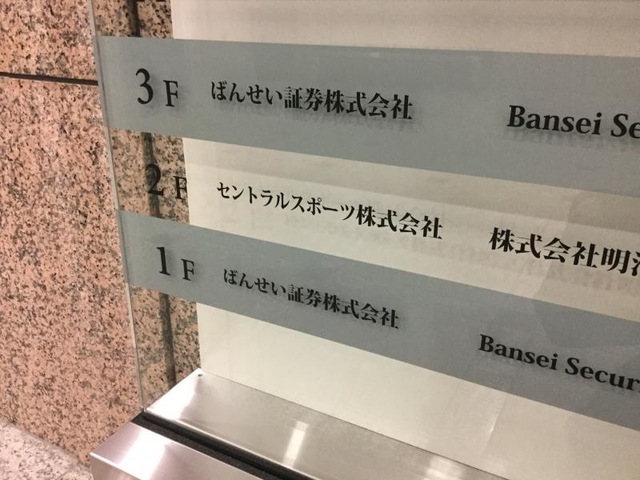 3F ばんせい証券株式会社 Bansei Se
2F セントラルスポーツ株式会社 株式会社明治
1F ばんせい証券株式会社 Bansei Secur